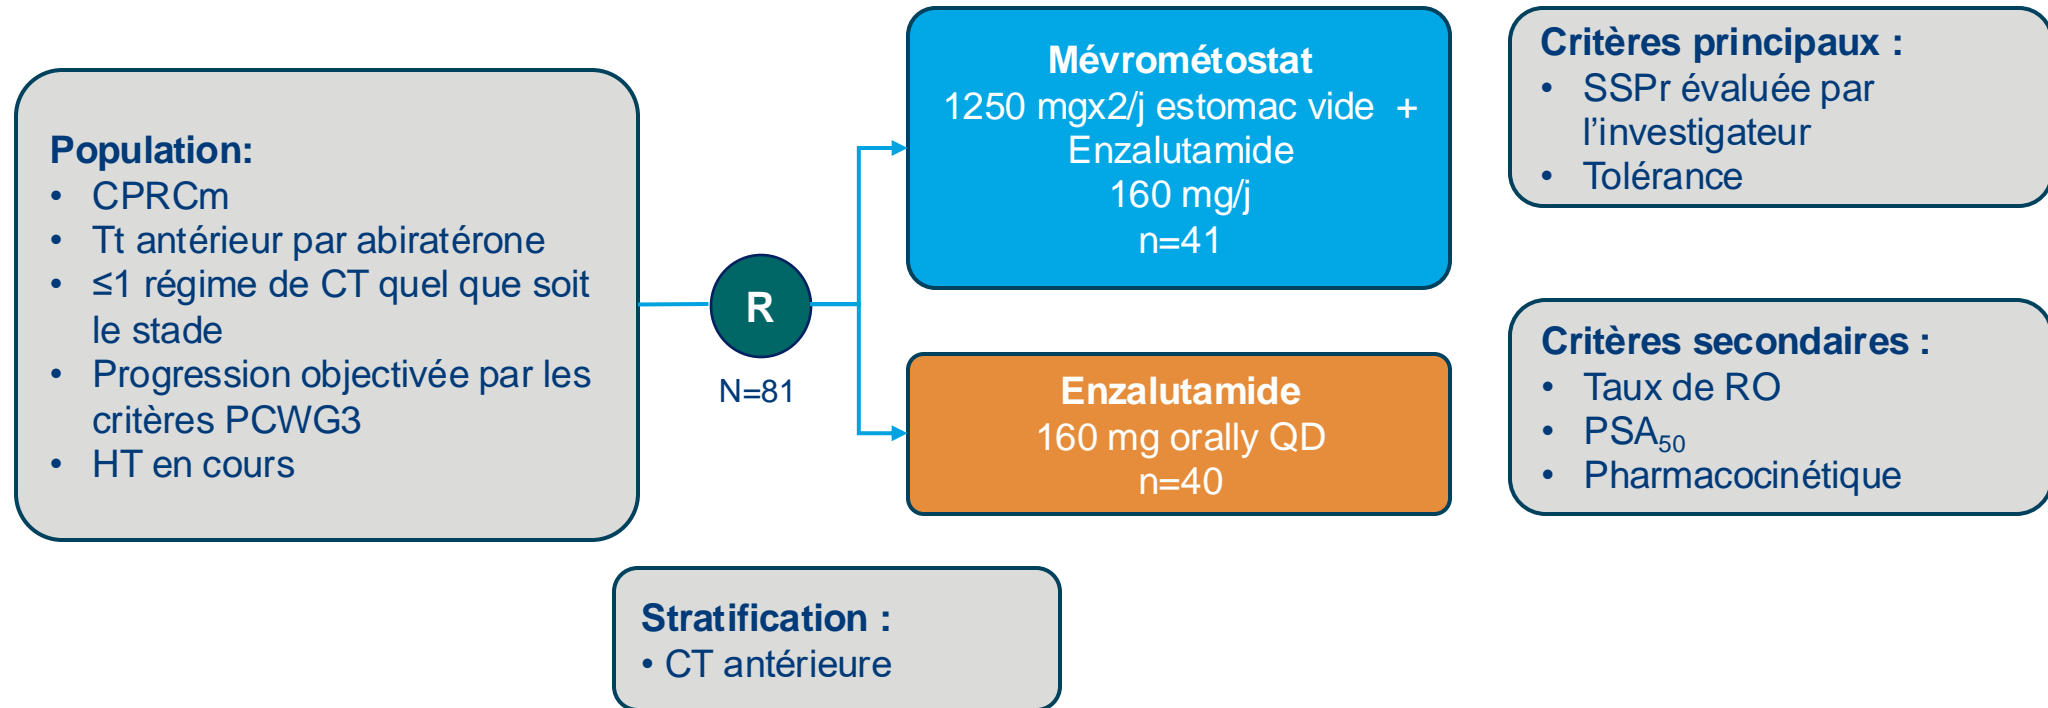 Population:
• CPRCm
• Tt antérieur par abiratérone
• ≤1 régime de CT quel que soit
le stade
• Progression objectivée par les
critères PCWG3
• HT en cours
R
N=81
Mévrométostat
1250 mgx2/j estomac vide +
Enzalutamide
160 mg/j
n=41
Enzalutamide
160 mg orally QD
n=40
Critères principaux :
• SSPr évaluée par
l’investigateur
• Tolérance
Critères secondaires :
• Taux de RO
• PSA50
• Pharmacocinétique
Stratification :
• CT antérieure